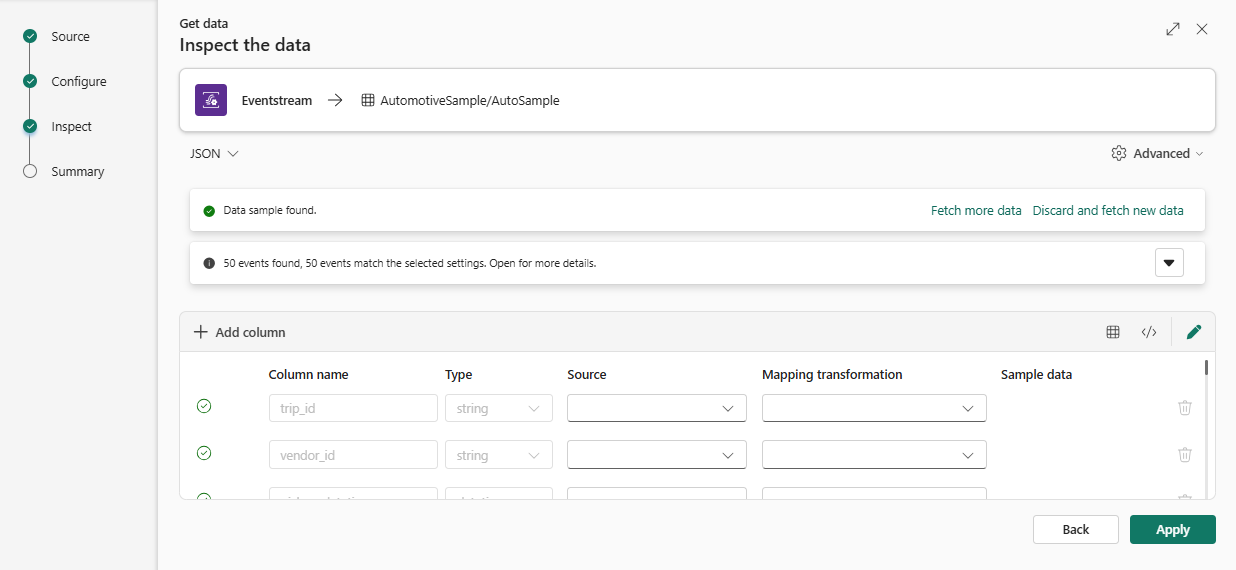 Source
Configure
Inspect
Summary
Get data
Inspect the data
Eventstream → AutomotiveSample/AutoSample
JSON
Advanced
Data sample found.
Fetch more data Discard and fetch new data
50 events found, 50 events match the selected settings. Open for more details.
+ Add column
</>
Column name Type Source Mapping transformation Sample data
trip_id string
vendor_id string
Back Apply